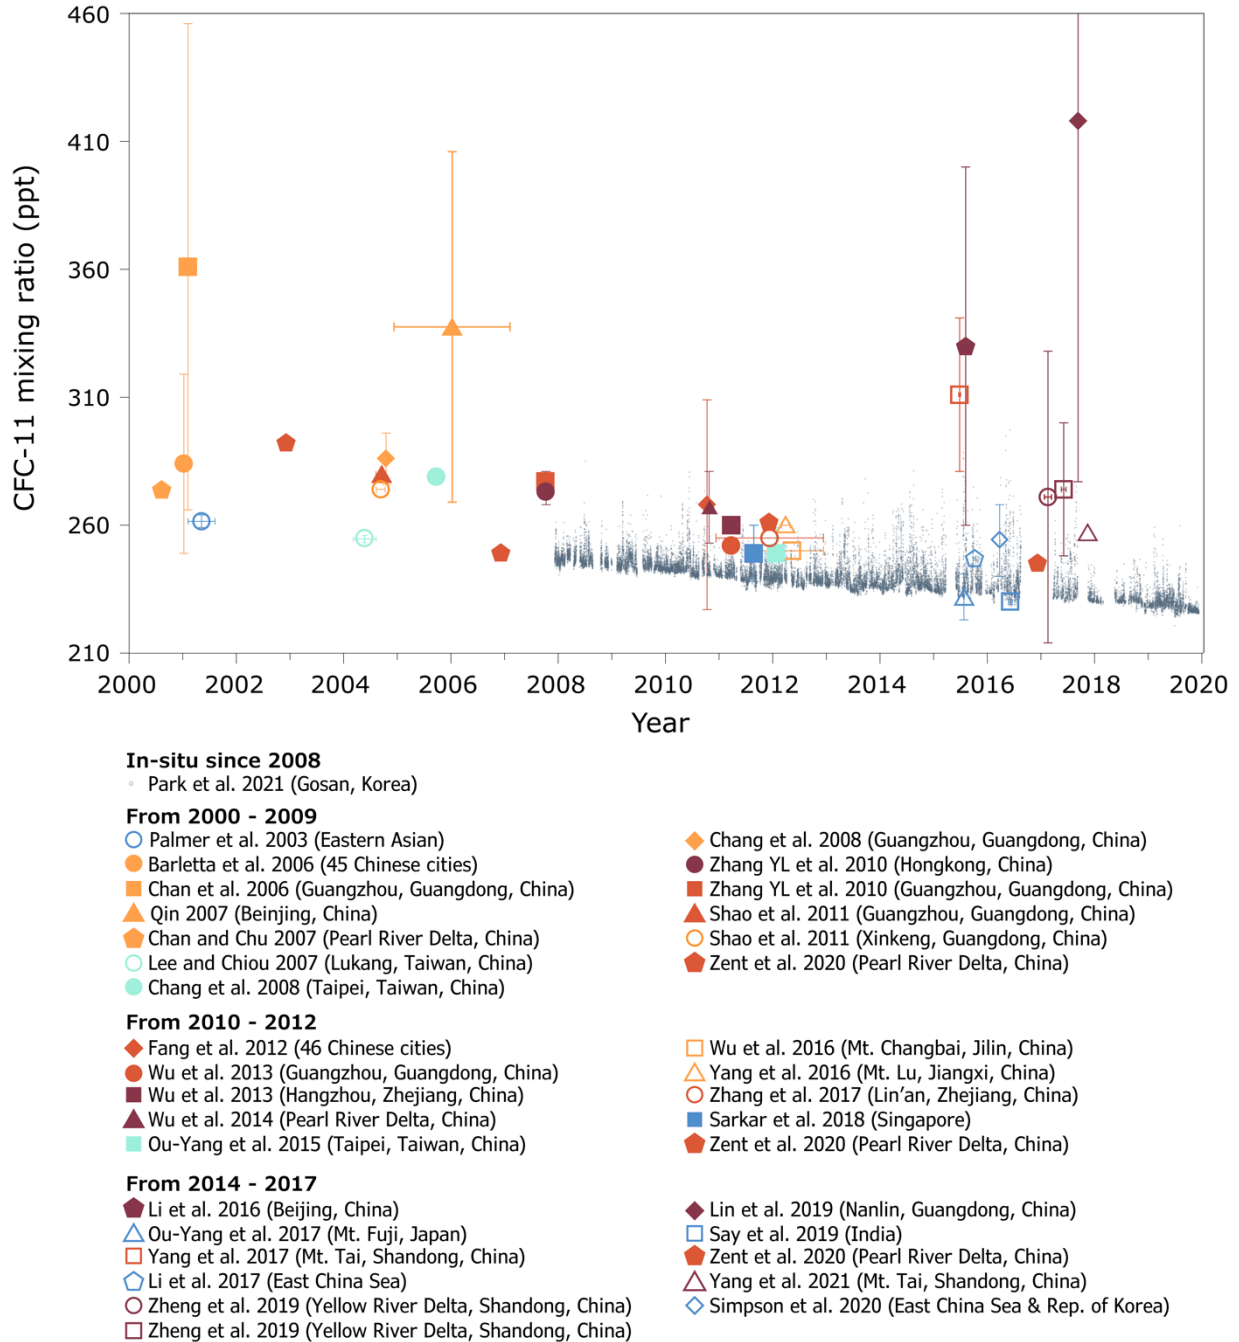 460
410
360
310
260
210
CFC-11 mixing ratio (ppt)
2000 2002 2004 2006 2008 2010 2012 2014 2016 2018 2020
Year
In-situ since 2008
Park et al. 2021 (Gosan, Korea)
From 2000 - 2009
Palmer et al. 2003 (Eastern Asian)
Barletta et al. 2006 (45 Chinese cities)
Chan et al. 2006 (Guangzhou, Guangdong, China)
Qin 2007 (Beinjing, China)
Chan and Chu 2007 (Pearl River Delta, China)
Lee and Chiou 2007 (Lukang, Taiwan, China)
Chang et al. 2008 (Taipei, Taiwan, China)
Chang et al. 2008 (Guangzhou, Guangdong, China)
Zhang YL et al. 2010 (Hongkong, China)
Zhang YL et al. 2010 (Guangzhou, Guangdong, China)
Shao et al. 2011 (Guangzhou, Guangdong, China)
Shao et al. 2011 (Xinkeng, Guangdong, China)
Zent et al. 2020 (Pearl River Delta, China)
From 2010 - 2012
Fang et al. 2012 (46 Chinese cities)
Wu et al. 2013 (Guangzhou, Guangdong, China)
Wu et al. 2013 (Hangzhou, Zhejiang, China)
Wu et al. 2014 (Pearl River Delta, China)
Ou-Yang et al. 2015 (Taipei, Taiwan, China)
Wu et al. 2016 (Mt. Changbai, Jilin, China)
Yang et al. 2016 (Mt. Lu, Jiangxi, China)
Zhang et al. 2017 (Lin’an, Zhejiang, China)
Sarkar et al. 2018 (Singapore)
Zent et al. 2020 (Pearl River Delta, China)
From 2014 - 2017
Li et al. 2016 (Beijing, China)
Ou-Yang et al. 2017 (Mt. Fuji, Japan)
Yang et al. 2017 (Mt. Tai, Shandong, China)
Li et al. 2017 (East China Sea)
Zheng et al. 2019 (Yellow River Delta, Shandong, China)
Zheng et al. 2019 (Yellow River Delta, Shandong, China)
Lin et al. 2019 (Nanlin, Guangdong, China)
Say et al. 2019 (India)
Zent et al. 2020 (Pearl River Delta, China)
Yang et al. 2021 (Mt. Tai, Shandong, China)
Simpson et al. 2020 (East China Sea & Rep. of Korea)